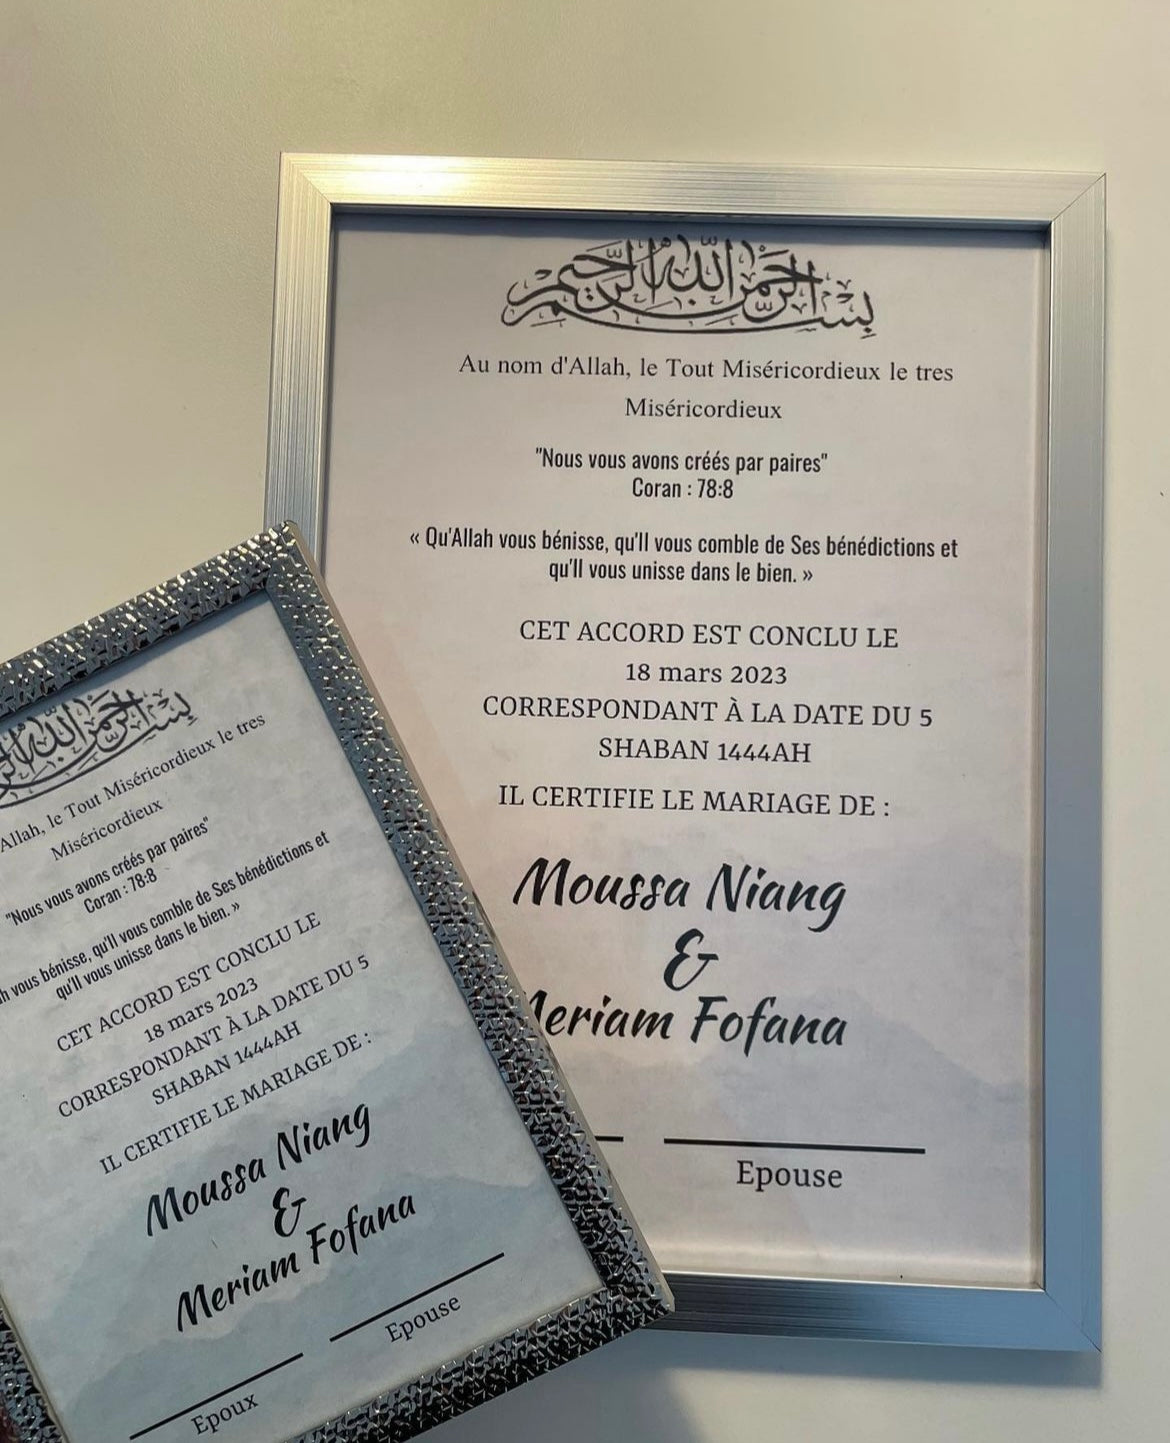 بسم الله الرحمن الرحيم
Au nom d'Allah, le Tout Miséricordieux le tres
Miséricordieux
"Nous vous avons créés par paires"
Coran : 78:8
« Qu'Allah vous bénisse, qu'Il vous comble de Ses bénédictions et
qu'Il vous unisse dans le bien. »
CET ACCORD EST CONCLU LE
18 mars 2023
CORRESPONDANT À LA DATE DU 5
SHABAN 1444AH
IL CERTIFIE LE MARIAGE DE :
Moussa Niang
&
Meriam Fofana
Epouse
بسم الله الرحمن الرحيم
Allah, le Tout Miséricordieux le tres
Miséricordieux
"Nous vous avons créés par paires"
Coran : 78:8
vous bénisse, qu'Il vous comble de Ses bénédictions et
qu'Il vous unisse dans le bien. »
CET ACCORD EST CONCLU LE
18 mars 2023
CORRESPONDANT À LA DATE DU 5
SHABAN 1444AH
IL CERTIFIE LE MARIAGE DE :
Moussa Niang
&
Meriam Fofana
Epouse
Epoux